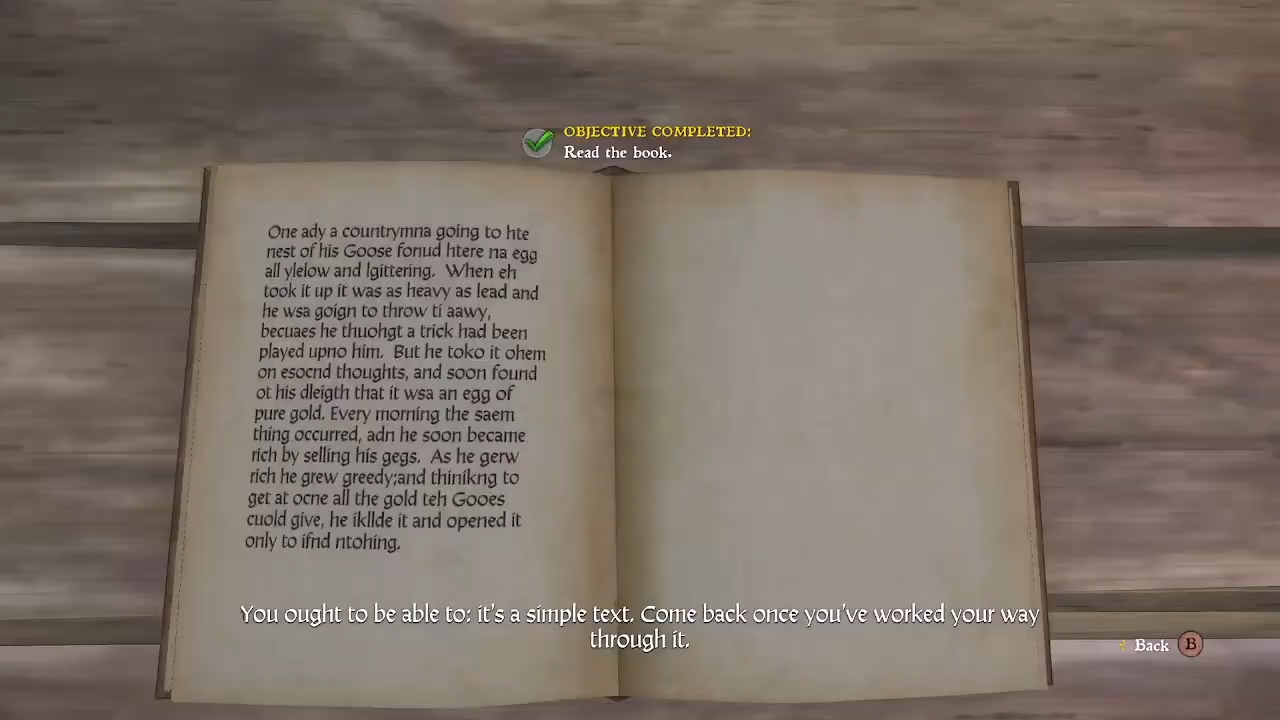 OBJECTIVE COMPLETED:
Read the book.
One ady a countrymna going to hte
nest of his Goose fonud htere na egg
all ylelow and lgittering. When eh
took it up it was as heavy as lead and
he wsa goign to throw ti aawy,
becuaes he thuohgt a trick had been
played upno him. But he toko it ohem
on esocnd thoughts, and soon found
ot his dleigth that it wsa an egg of
pure gold. Every morning the saem
thing occurred, adn he soon became
rich by selling his gegs. As he gerw
rich he grew greedy;and thinikng to
get at ocne all the gold teh Gooes
cuold give, he ikllde it and opened it
only to ifnd ntohing.
You ought to be able to: it's a simple text. Come back once you've worked your way
through it.
Back B